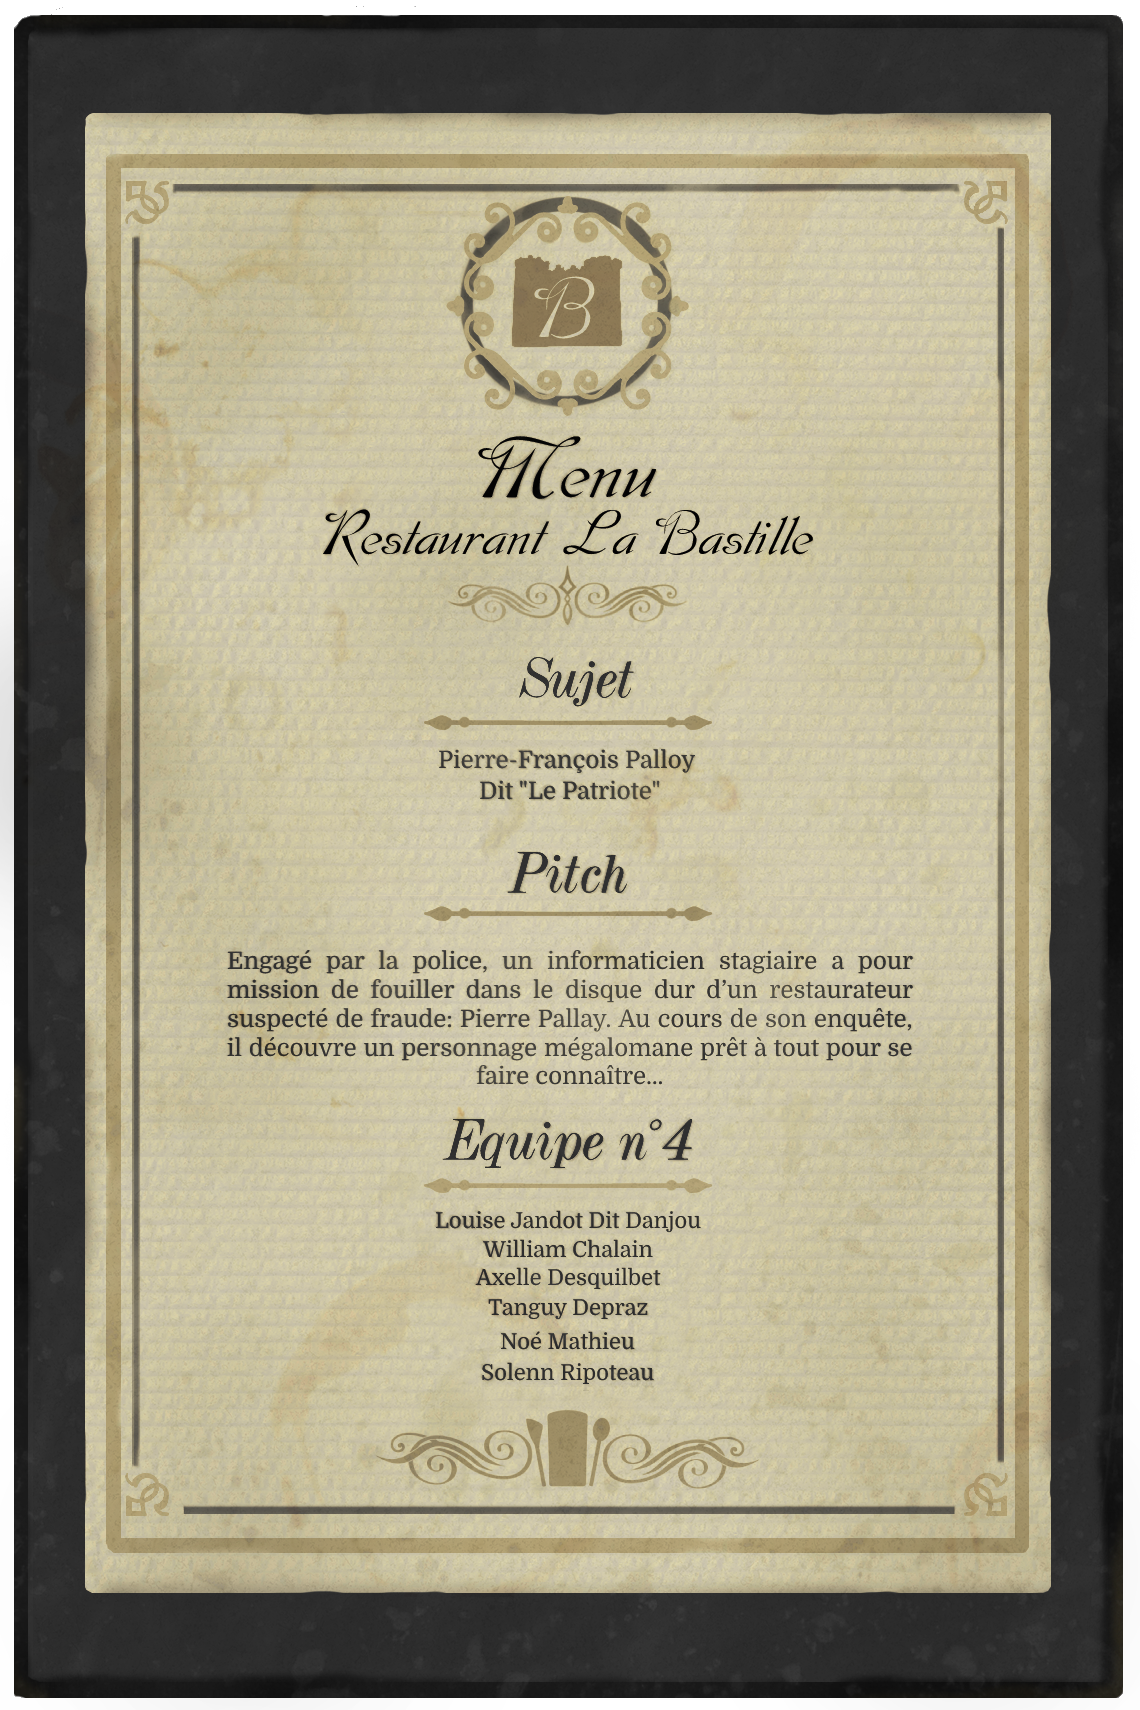 B
Menu
Restaurant La Bastille
Sujet
Pierre-François Palloy
Dit "Le Patriote"
Pitch
Engagé par la police, un informaticien stagiaire a pour
mission de fouiller dans le disque dur d’un restaurateur
suspecté de fraude: Pierre Pallay. Au cours de son enquête,
il découvre un personnage mégalomane prêt à tout pour se
faire connaître...
Equipe n°4
Louise Jandot Dit Danjou
William Chalain
Axelle Desquilbet
Tanguy Depraz
Noé Mathieu
Solenn Ripoteau